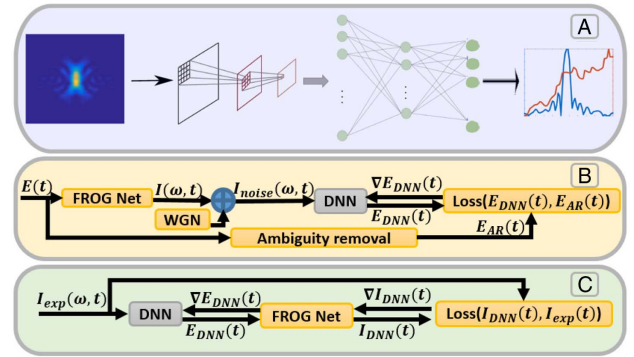 A
B
E(t)
FROG Net
I(ω, t)
WGN
I_noise(ω, t)
DNN
∇E_DNN(t)
E_DNN(t)
Loss(E_DNN(t), E_AR(t))
Ambiguity removal
E_AR(t)
C
I_exp(ω, t)
DNN
∇E_DNN(t)
E_DNN(t)
FROG Net
∇I_DNN(t)
I_DNN(t)
Loss(I_DNN(t), I_exp(t))